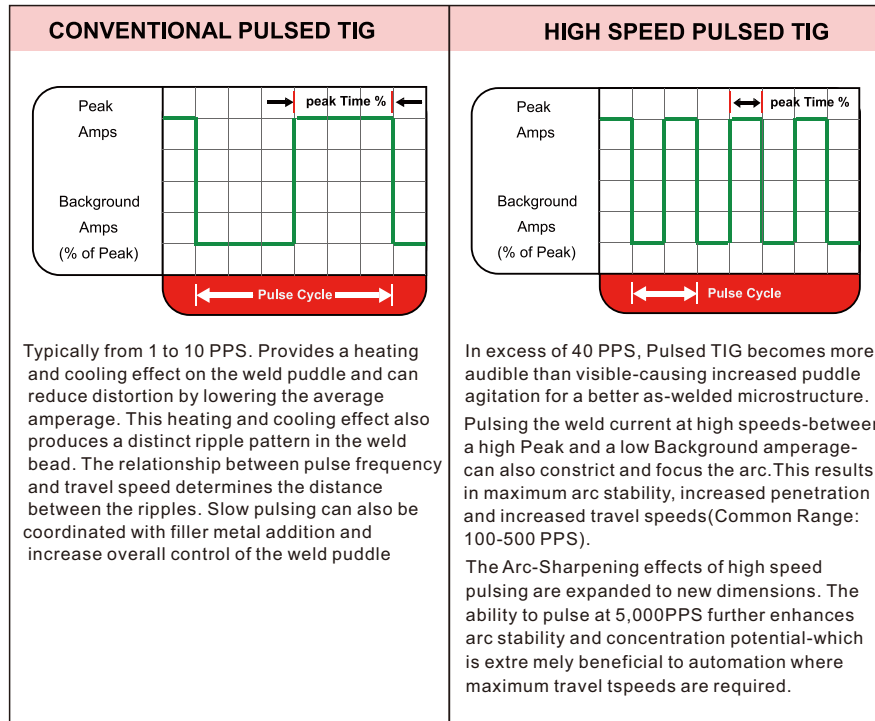 CONVENTIONAL PULSED TIG
Peak
Amps
Background
Amps
(% of Peak)
peak Time %
Pulse Cycle
Typically from 1 to 10 PPS. Provides a heating
and cooling effect on the weld puddle and can
reduce distortion by lowering the average
amperage. This heating and cooling effect also
produces a distinct ripple pattern in the weld
bead. The relationship between pulse frequency
and travel speed determines the distance
between the ripples. Slow pulsing can also be
coordinated with filler metal addition and
increase overall control of the weld puddle
HIGH SPEED PULSED TIG
Peak
Amps
Background
Amps
(% of Peak)
peak Time %
Pulse Cycle
In excess of 40 PPS, Pulsed TIG becomes more
audible than visible-causing increased puddle
agitation for a better as-welded microstructure.
Pulsing the weld current at high speeds-between
a high Peak and a low Background amperage-
can also constrict and focus the arc.This results
in maximum arc stability, increased penetration
and increased travel speeds(Common Range:
100-500 PPS).
The Arc-Sharpening effects of high speed
pulsing are expanded to new dimensions. The
ability to pulse at 5,000PPS further enhances
arc stability and concentration potential-which
is extre mely beneficial to automation where
maximum travel tspeeds are required.